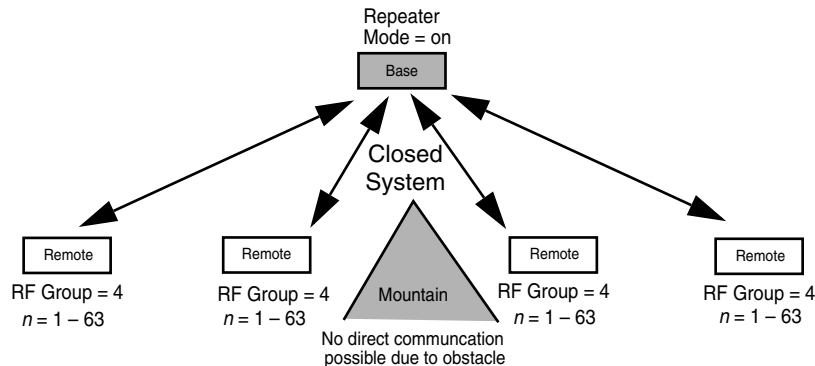 Repeater
Mode = on
Base
Closed
System
Remote
Remote
Remote
Remote
RF Group = 4
n = 1 – 63
RF Group = 4
n = 1 – 63
Mountain
RF Group = 4
n = 1 – 63
RF Group = 4
n = 1 – 63
No direct communcation
possible due to obstacle